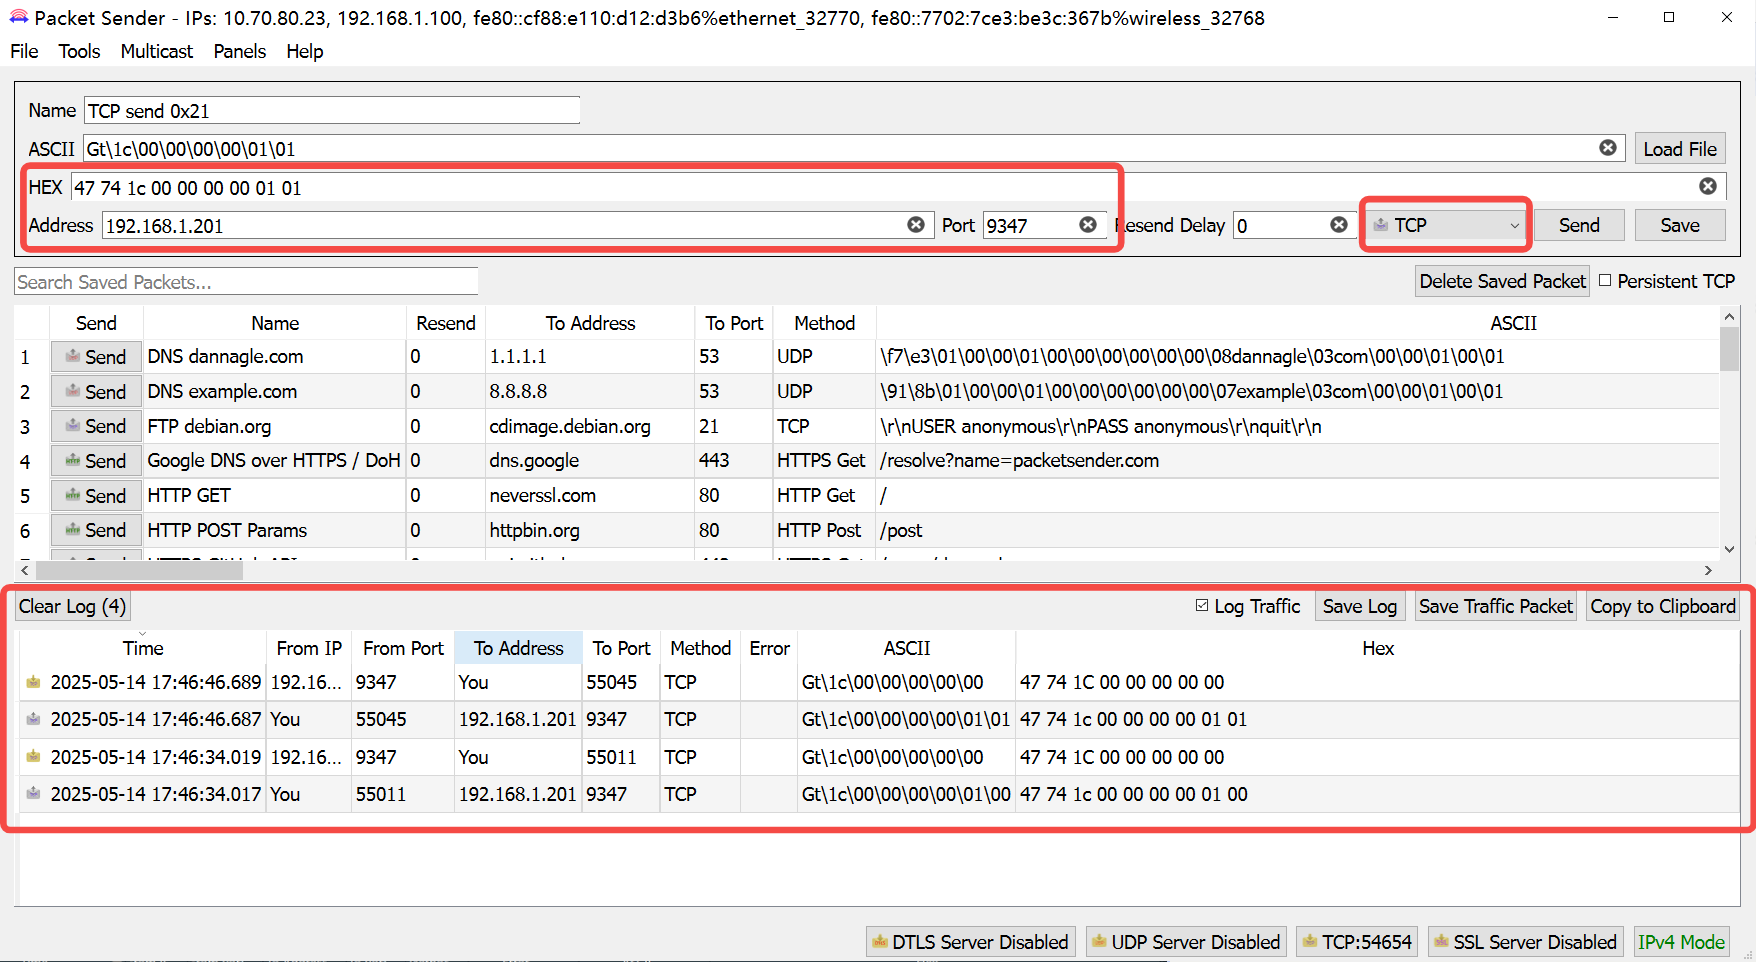 Packet Sender - IPs: 10.70.80.23, 192.168.1.100, fe80::cf88:e110:d12:d3b6%ethernet_32770, fe80::7702:7ce3:be3c:367b%wireless_32768
File Tools Multicast Panels Help
Name TCP send 0x21
ASCII Gt\1c\00\00\00\00\01\01 Load File
HEX 47 74 1c 00 00 00 00 01 01
Address 192.168.1.201 Port 9347 Resend Delay 0 TCP Send Save
Search Saved Packets... Delete Saved Packet Persistent TCP
Send Name Resend To Address To Port Method ASCII
1 Send DNS dannagle.com 0 1.1.1.1 53 UDP \f7\e3\01\00\00\01\00\00\00\00\00\00\08dannagle\03com\00\00\01\00\01
2 Send DNS example.com 0 8.8.8.8 53 UDP \91\8b\01\00\00\01\00\00\00\00\00\00\07example\03com\00\00\01\00\01
3 Send FTP debian.org 0 cdimage.debian.org 21 TCP \r\nUSER anonymous\r\nPASS anonymous\r\nquit\r\n
4 Send Google DNS over HTTPS / DoH 0 dns.google 443 HTTPS Get /resolve?name=packetsender.com
5 Send HTTP GET 0 neverssl.com 80 HTTP Get /
6 Send HTTP POST Params 0 httpbin.org 80 HTTP Post /post
Clear Log (4) Log Traffic Save Log Save Traffic Packet Copy to Clipboard
Time From IP From Port To Address To Port Method Error ASCII Hex
2025-05-14 17:46:46.689 192.16... 9347 You 55045 TCP Gt\1c\00\00\00\00\00 47 74 1C 00 00 00 00 00
2025-05-14 17:46:46.687 You 55045 192.168.1.201 9347 TCP Gt\1c\00\00\00\00\01\01 47 74 1c 00 00 00 00 01 01
2025-05-14 17:46:34.019 192.16... 9347 You 55011 TCP Gt\1c\00\00\00\00\00 47 74 1C 00 00 00 00 00
2025-05-14 17:46:34.017 You 55011 192.168.1.201 9347 TCP Gt\1c\00\00\00\00\01\00 47 74 1c 00 00 00 00 01 00
DTLS Server Disabled UDP Server Disabled TCP:54654 SSL Server Disabled IPv4 Mode